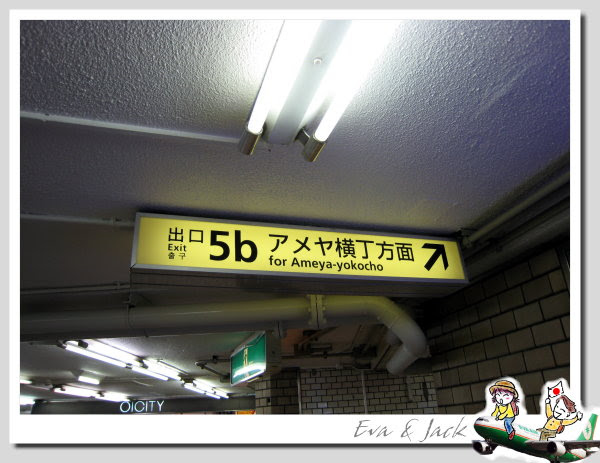 出口
Exit
출구
5b
アメヤ横丁方面
for Ameya-yokocho
OICITY
Eva & Jack